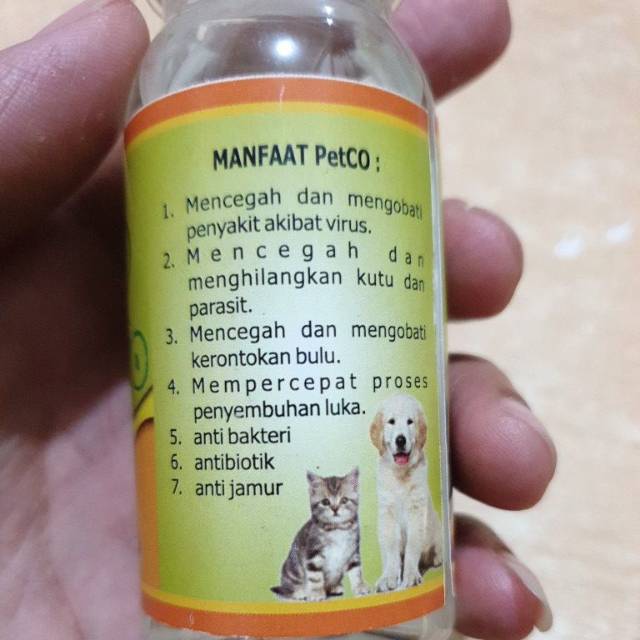 MANFAAT PetCO :
1. Mencegah dan mengobati
penyakit akibat virus.
2. Mencegah dan
menghilangkan kutu dan
parasit.
3. Mencegah dan mengobati
kerontokan bulu.
4. Mempercepat proses
penyembuhan luka.
5. anti bakteri
6. antibiotik
7. anti jamur